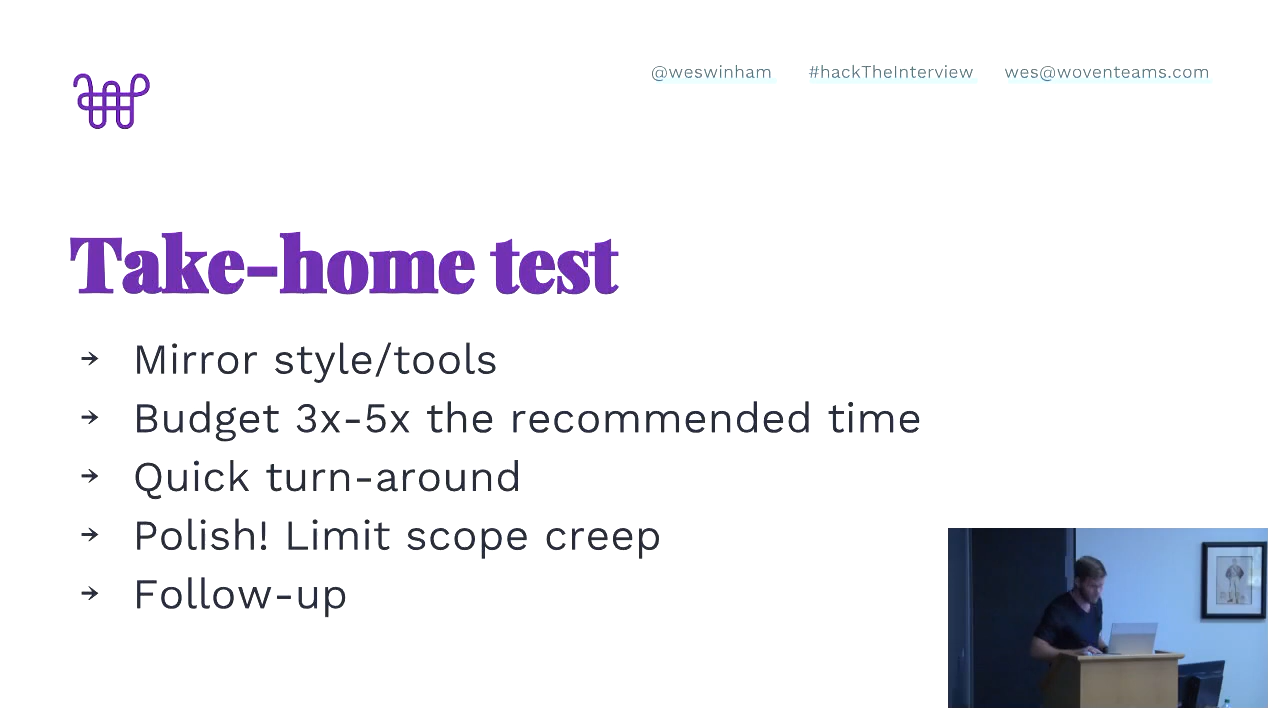 @weswinham #hackTheInterview wes@woventeams.com
Take-home test
→ Mirror style/tools
→ Budget 3x-5x the recommended time
→ Quick turn-around
→ Polish! Limit scope creep
→ Follow-up